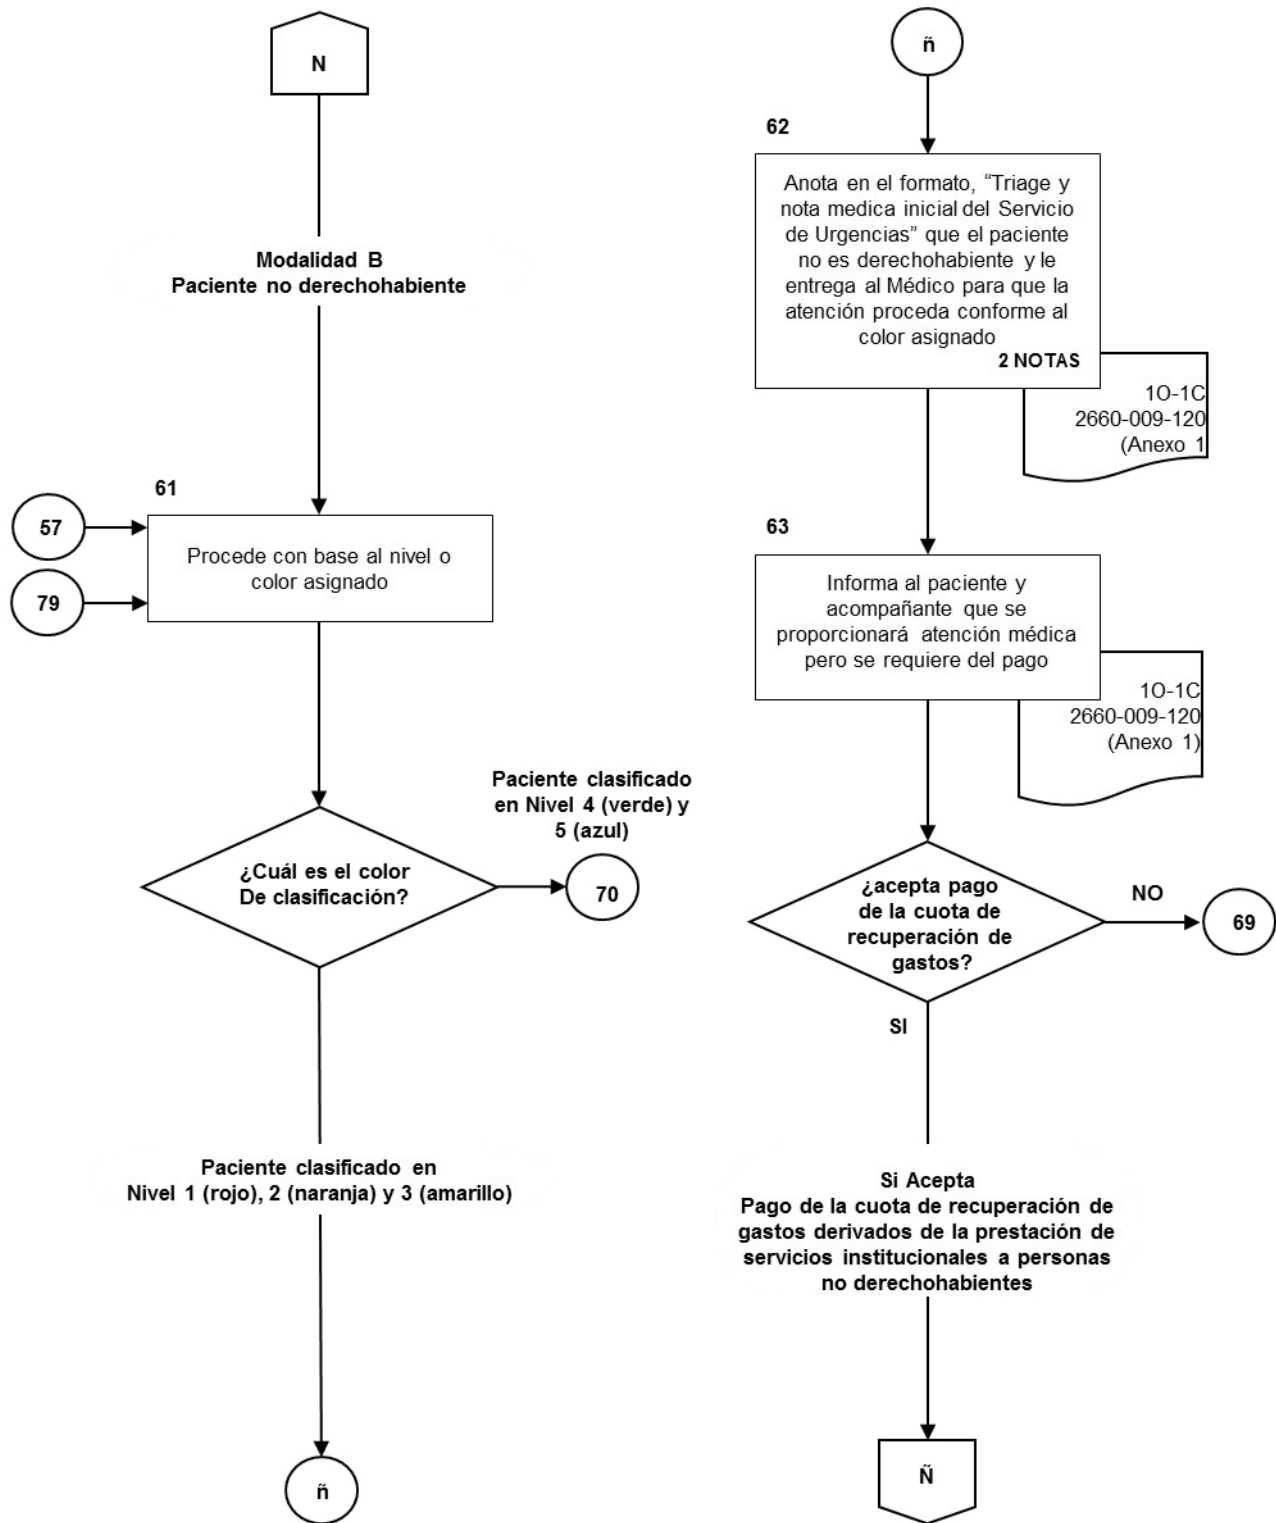 N
Modalidad B
Paciente no derechohabiente
61
57
79
Procede con base al nivel o
color asignado
Paciente clasificado
en Nivel 4 (verde) y
5 (azul)
¿Cuál es el color
De clasificación?
70
Paciente clasificado en
Nivel 1 (rojo), 2 (naranja) y 3 (amarillo)
ñ
ñ
62
Anota en el formato, “Triage y
nota medica inicial del Servicio
de Urgencias” que el paciente
no es derechohabiente y le
entrega al Médico para que la
atención proceda conforme al
color asignado
2 NOTAS
1O-1C
2660-009-120
(Anexo 1
63
Informa al paciente y
acompañante que se
proporcionará atención médica
pero se requiere del pago
1O-1C
2660-009-120
(Anexo 1)
¿acepta pago
de la cuota de
recuperación de
gastos?
NO
69
SI
Si Acepta
Pago de la cuota de recuperación de
gastos derivados de la prestación de
servicios institucionales a personas
no derechohabientes
Ñ